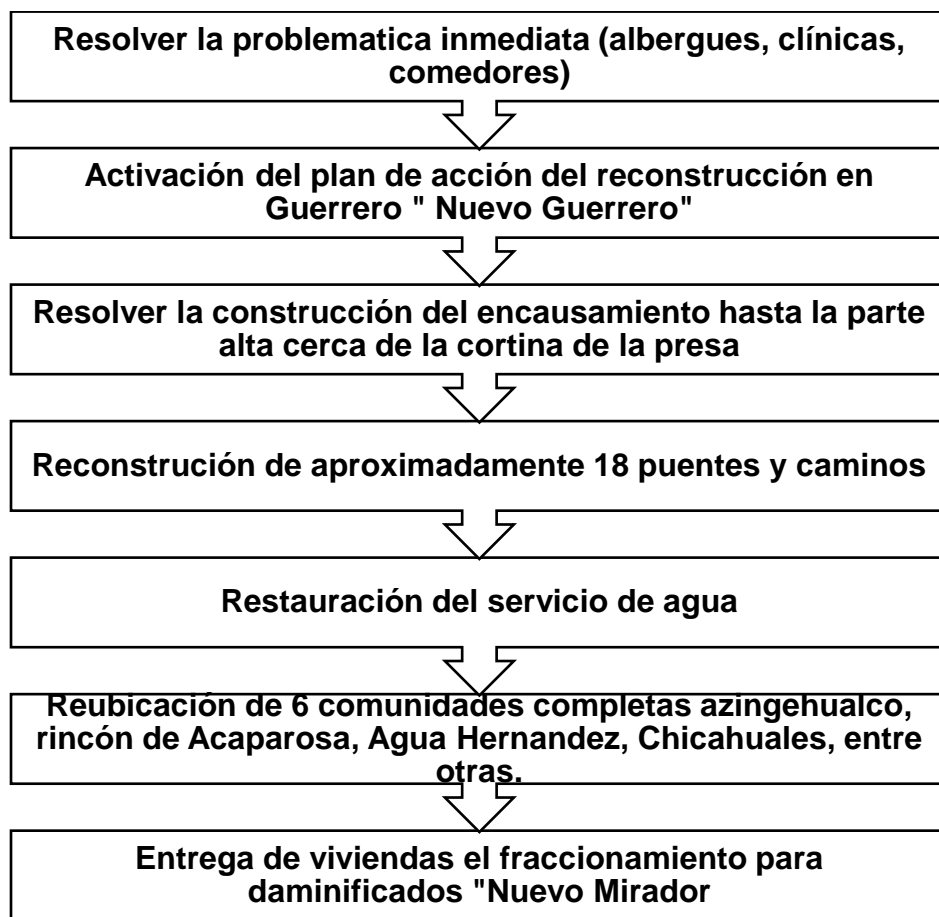 Resolver la problematica inmediata (albergues, clínicas,
comedores)
Activación del plan de acción del reconstrucción en
Guerrero " Nuevo Guerrero"
Resolver la construcción del encausamiento hasta la parte
alta cerca de la cortina de la presa
Reconstrución de aproximadamente 18 puentes y caminos
Restauración del servicio de agua
Reubicación de 6 comunidades completas azingehualco,
rincón de Acaparosa, Agua Hernandez, Chicahuales, entre
otras.
Entrega de viviendas el fraccionamiento para
daminificados "Nuevo Mirador